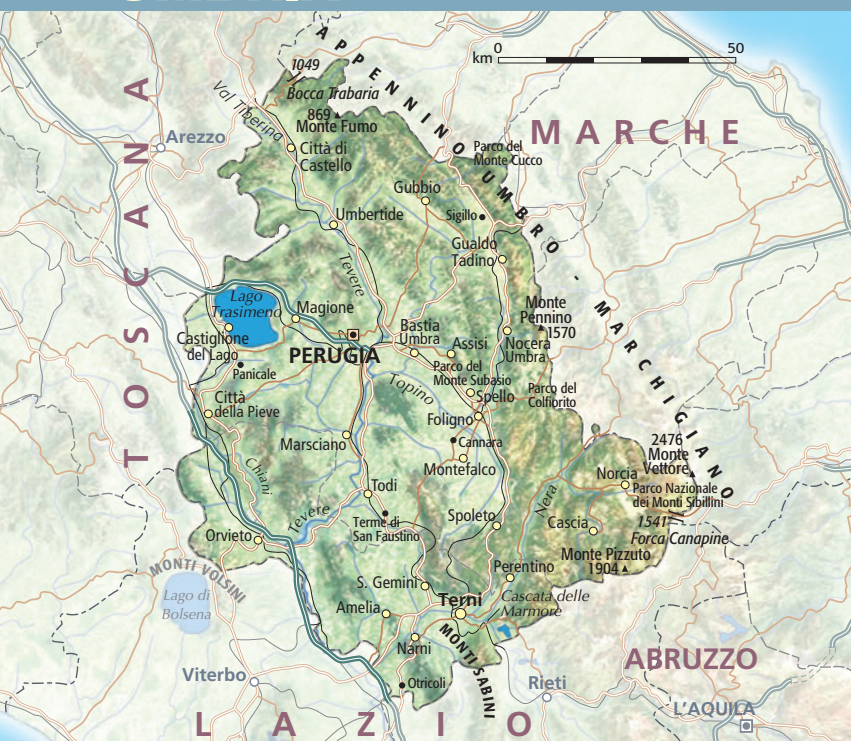 0
50
km
APPENNINO UMBRO - MARCHIGIANO
1049
Bocca Trabaria
Val Tiberina
869
Monte Fumo
MARCHE
TOSCANA
Arezzo
Città di
Castello
Parco del
Monte Cucco
Gubbio
Sigillo
Umbertide
Gualdo
Tadino
Tevere
Lago
Trasimeno
Magione
Monte
Pennino
1570
Castiglione
del Lago
PERUGIA
Bastia
Umbra
Assisi
Nocera
Umbra
Panicale
Parco del
Monte Subasio
Topino
Spello
Parco del
Colfiorito
Città
della Pieve
Foligno
Marsciano
Cannara
Montefalco
2476
Monte
Vettore
Chiani
Norcia
Parco Nazionale
dei Monti Sibillini
Todi
Nera
Tevere
Terme di
San Faustino
Spoleto
Cascia
1541
Forca Canapine
Orvieto
Monte Pizzuto
1904
MONTI VOLSINI
Perentino
S. Gemini
Lago di
Bolsena
Terni
Cascata delle
Marmore
Amelia
Narni
MONTI SABINI
ABRUZZO
Viterbo
Otricoli
Rieti
L'AQUILA
LAZIO